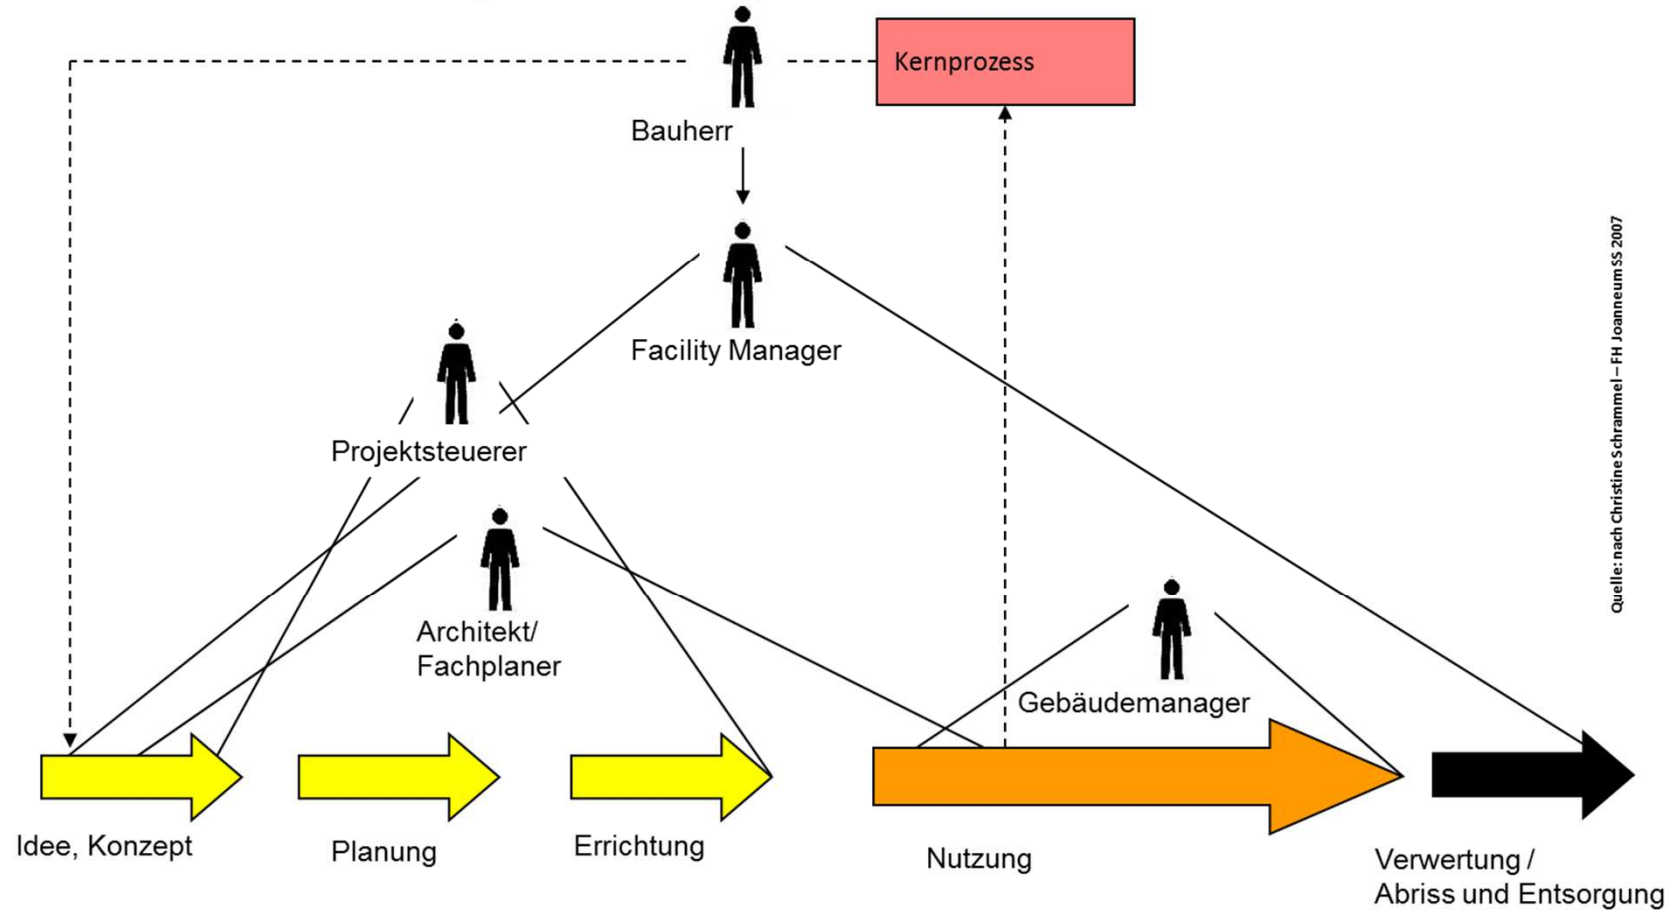 Kernprozess
Bauherr
Facility Manager
Projektsteuerer
Architekt/
Fachplaner
Gebäudemanager
Idee, Konzept
Planung
Errichtung
Nutzung
Verwertung /
Abriss und Entsorgung
Quelle: nach Christine Schrammel – FH Joanneum SS 2007